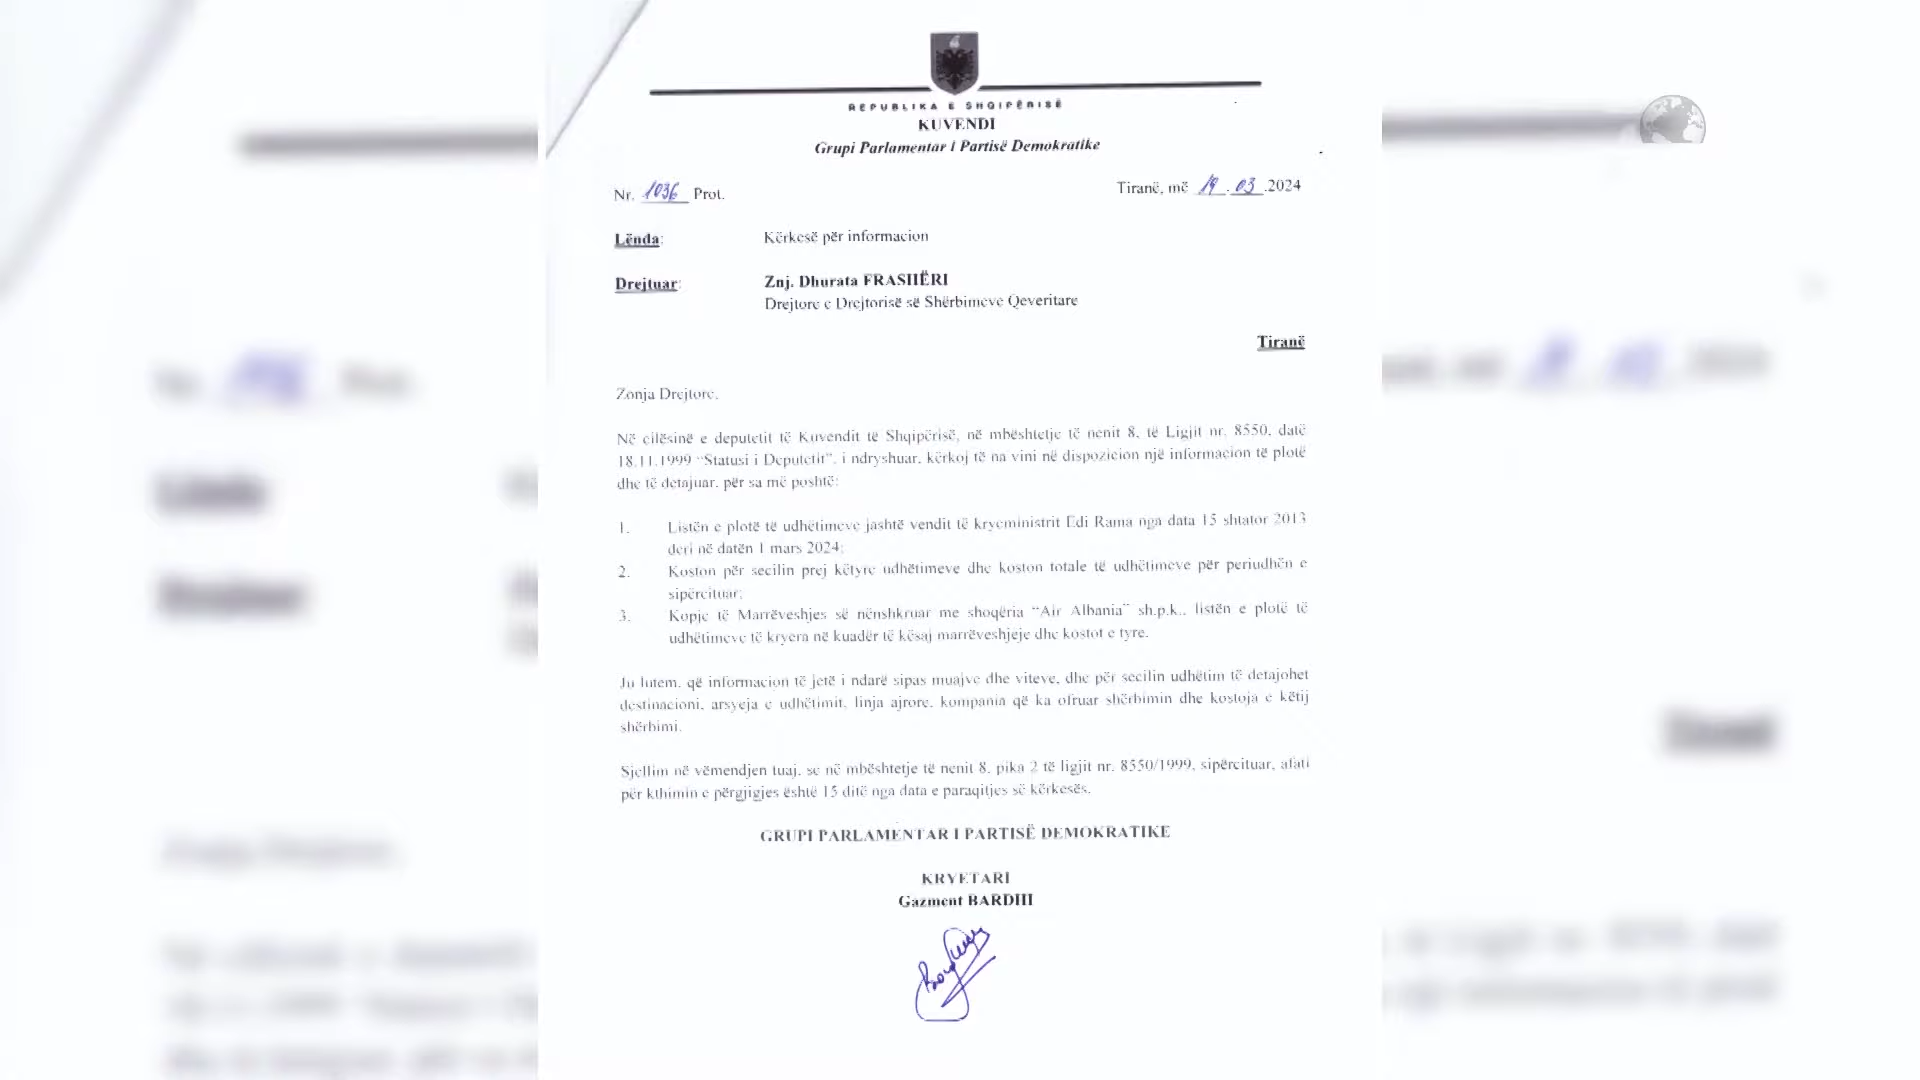 REPUBLIKA E SHQIPËRISË
KUVENDI
Grupi Parlamentar i Partisë Demokratike
Nr. 1036 Prot.
Tiranë, më 19.03.2024
Lënda:
Kërkesë për informacion
Drejtuar:
Znj. Dhurata FRASHËRI
Drejtore e Drejtorisë së Shërbimeve Qeveritare
Tiranë
Zonja Drejtore,
Në cilësinë e deputetit të Kuvendit të Shqipërisë, në mbështetje të nenit 8, të Ligjit nr. 8550, datë
18.11.1999 “Statusi i Deputetit”, i ndryshuar, kërkoj të na vini në dispozicion një informacion të plotë
dhe të detajuar, për sa më poshtë:
1. Listën e plotë të udhëtimeve jashtë vendit të kryeministrit Edi Rama nga data 15 shtator 2013
deri në datën 1 mars 2024;
2. Koston për secilin prej këtyre udhëtimeve dhe koston totale të udhëtimeve për periudhën e
sipërcituar;
3. Kopje të Marrëveshjes së nënshkruar me shoqëria “Air Albania” sh.p.k., listën e plotë të
udhëtimeve të kryera në kuadër të kësaj marrëveshjeje dhe kostot e tyre.
Ju lutem, që informacion të jetë i ndarë sipas muajve dhe viteve, dhe për secilin udhëtim të detajohet
destinacioni, arsyeja e udhëtimit, linja ajrore, kompania që ka ofruar shërbimin dhe kostoja e këtij
shërbimi.
Sjellim në vëmendjen tuaj, se në mbështetje të nenit 8, pika 2 të ligjit nr. 8550/1999, sipërcituar, afati
për kthimin e përgjigjes është 15 ditë nga data e paraqitjes së kërkesës.
GRUPI PARLAMENTAR I PARTISË DEMOKRATIKE
KRYETARI
Gazment BARDHI